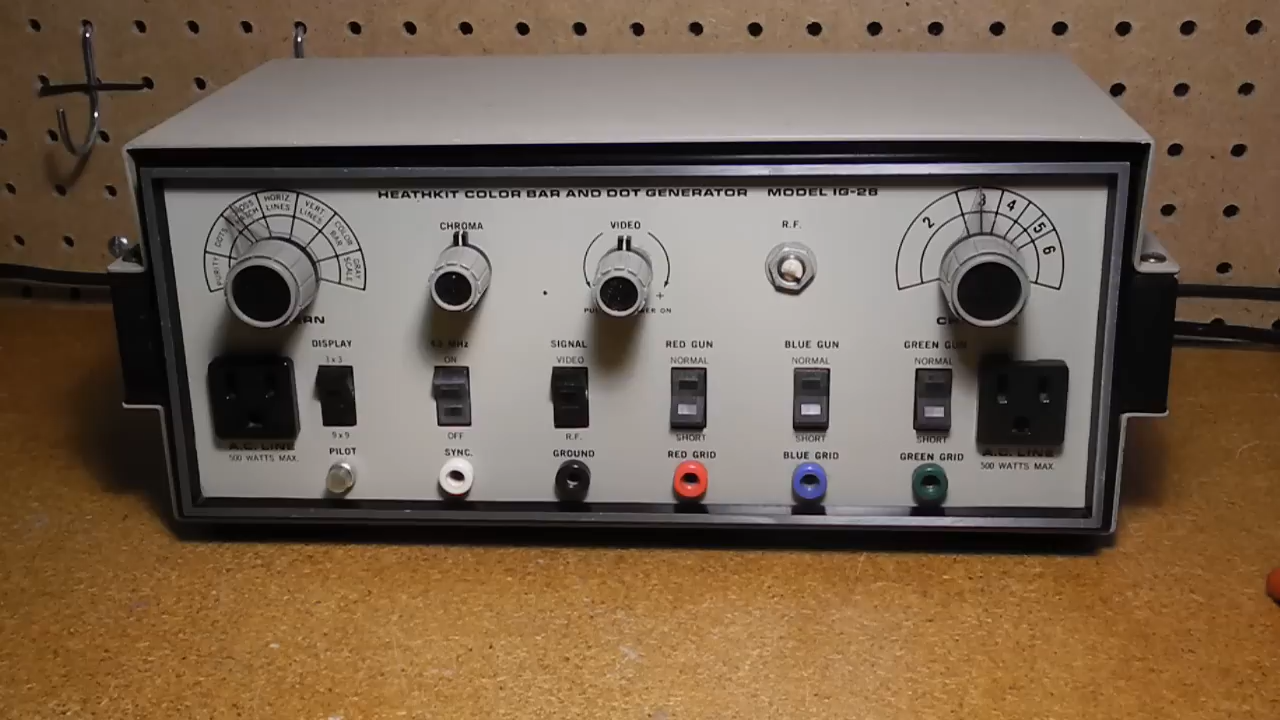 HEATHKIT COLOR BAR AND DOT GENERATOR MODEL IG-28
PURITY
DOTS
HORIZ. LINES
VERT. LINES
COLOR BAR
GRAY SCALE
CHROMA
VIDEO
+
R.F.
2
3
4
5
6
DISPLAY
3 x 3
9 x 9
MHz
ON
OFF
SIGNAL
VIDEO
R.F.
RED GUN
NORMAL
SHORT
BLUE GUN
NORMAL
SHORT
GREEN GUN
NORMAL
SHORT
A.C. LINE
500 WATTS MAX.
PILOT
SYNC.
GROUND
RED GRID
BLUE GRID
GREEN GRID
A.C. LINE
500 WATTS MAX.